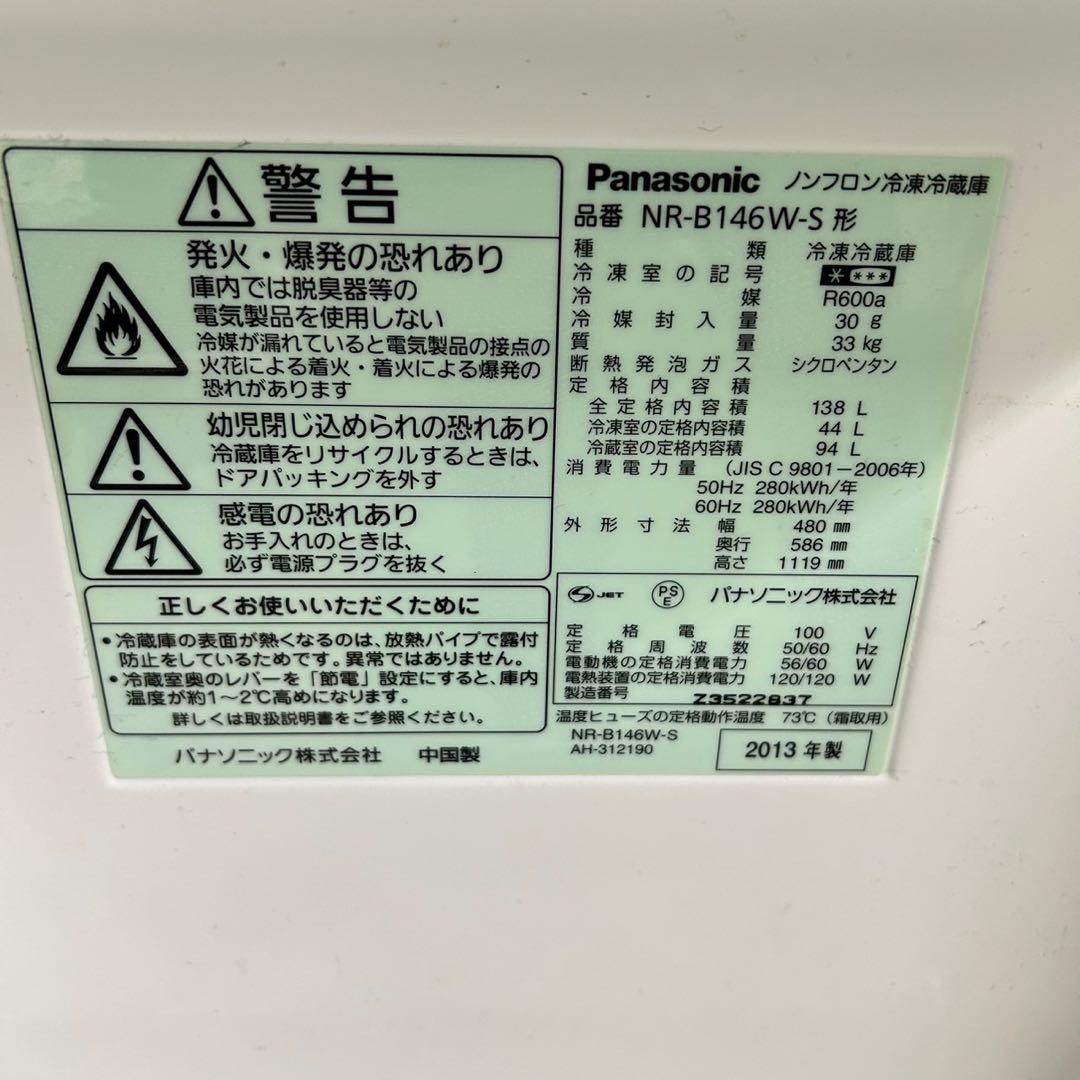 警告
発火・爆発の恐れあり
庫内では脱臭器等の
電気製品を使用しない
冷媒が漏れていると電気製品の接点の
火花による着火・着火による爆発の
恐れがあります
幼児閉じ込められの恐れあり
冷蔵庫をリサイクルするときは、
ドアパッキングを外す
感電の恐れあり
お手入れのときは、
必ず電源プラグを抜く
正しくお使いいただくために
・冷蔵庫の表面が熱くなるのは、放熱パイプで露付
防止をしているためです。異常ではありません。
・冷蔵室奥のレバーを「節電」設定にすると、庫内
温度が約1〜2℃高めになります。
詳しくは取扱説明書をご参照ください。
パナソニック株式会社 中国製
Panasonic ノンフロン冷凍冷蔵庫
品番 NR-B146W-S 形
種類 冷凍冷蔵庫
冷凍室の記号 * ***
冷媒 R600a
冷媒封入量 30 g
質量 33 kg
断熱発泡ガス シクロペンタン
定格内容積
全定格内容積 138 L
冷凍室の定格内容積 44 L
冷蔵室の定格内容積 94 L
消費電力量 (JIS C 9801−2006年)
50Hz 280kWh/年
60Hz 280kWh/年
外形寸法 幅 480 mm
奥行 586 mm
高さ 1119 mm
JET PS E パナソニック株式会社
定格電圧 100 V
定格周波数 50/60 Hz
電動機の定格消費電力 56/60 W
電熱装置の定格消費電力 120/120 W
製造番号 Z3522837
温度ヒューズの定格動作温度 73℃ (霜取用)
NR-B146W-S
AH-312190
2013 年製